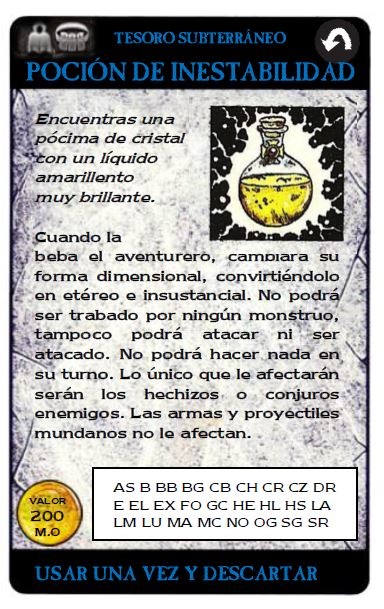 TESORO SUBTERRÁNEO
POCIÓN DE INESTABILIDAD
Encuentras una
pócima de cristal
con un líquido
amarillento
muy brillante.
Cuando la
beba el aventurero, cambiara su
forma dimensional, convirtiéndolo
en etéreo e insustancial. No podrá
ser trabado por ningún monstruo,
tampoco podrá atacar ni ser
atacado. No podrá hacer nada en
su turno. Lo único que le afectarán
serán los hechizos o conjuros
enemigos. Las armas y proyectiles
mundanos no le afectan.
AS B BB BG CB CH CR CZ DR
E EL EX FO GC HE HL HS LA
LM LU MA MC NO OG SG SR
VALOR
200
M.O
USAR UNA VEZ Y DESCARTAR